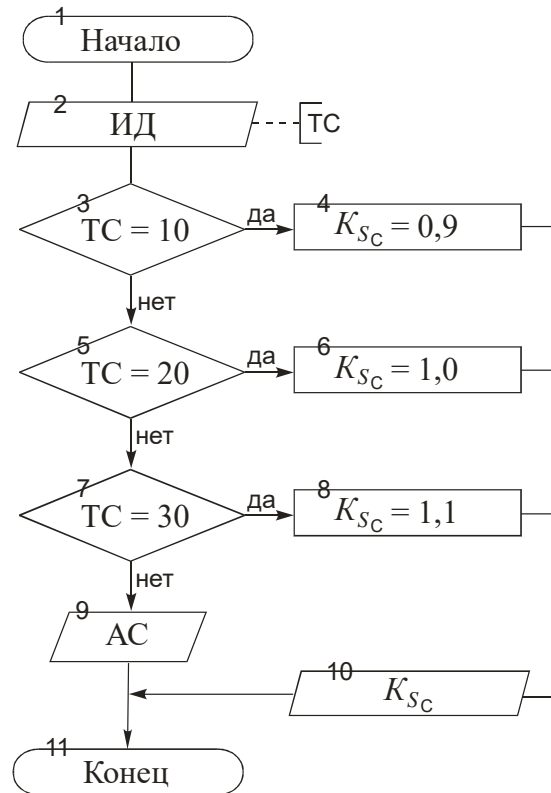 1
Начало
2
ИД
ТС
3
ТС = 10
да
4
K_{S_С} = 0,9
нет
5
ТС = 20
да
6
K_{S_С} = 1,0
нет
7
ТС = 30
да
8
K_{S_С} = 1,1
нет
9
АС
10
K_{S_С}
11
Конец